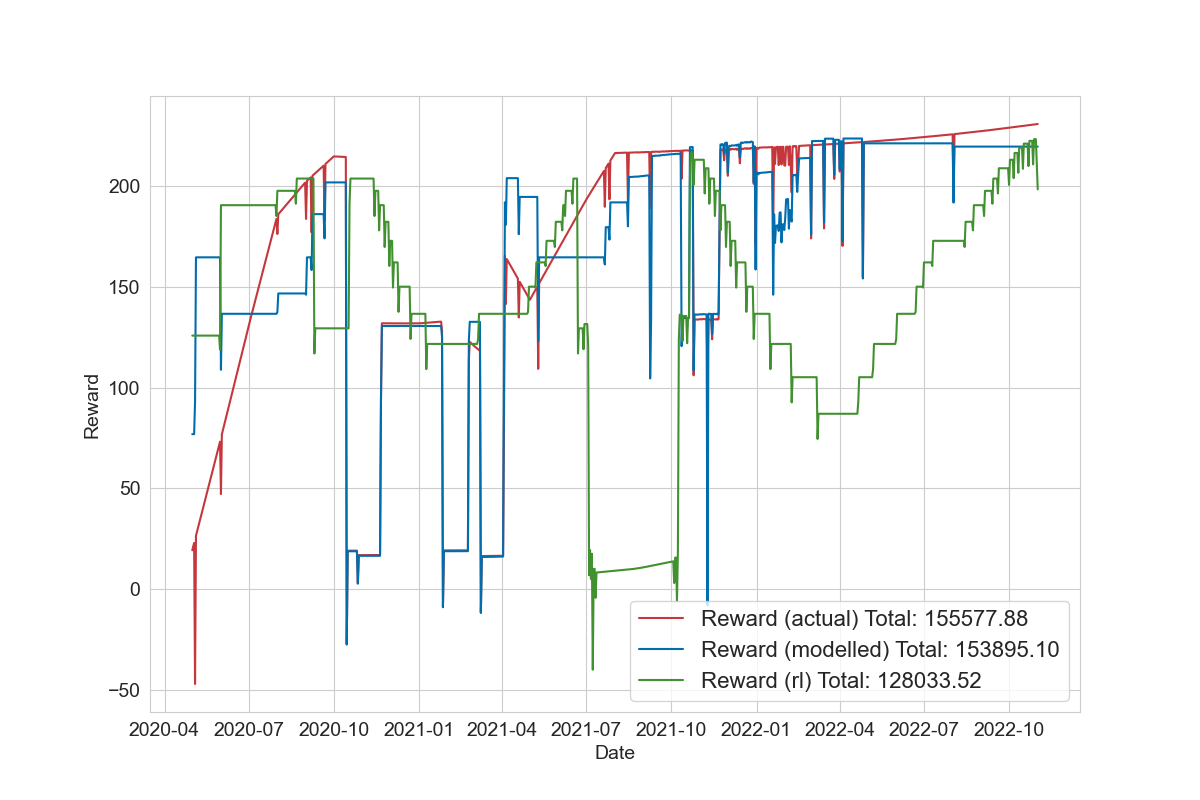 200
150
100
50
0
−50
Reward
2020-04 2020-07 2020-10 2021-01 2021-04 2021-07 2021-10 2022-01 2022-04 2022-07 2022-10
Date
Reward (actual) Total: 155577.88
Reward (modelled) Total: 153895.10
Reward (rl) Total: 128033.52